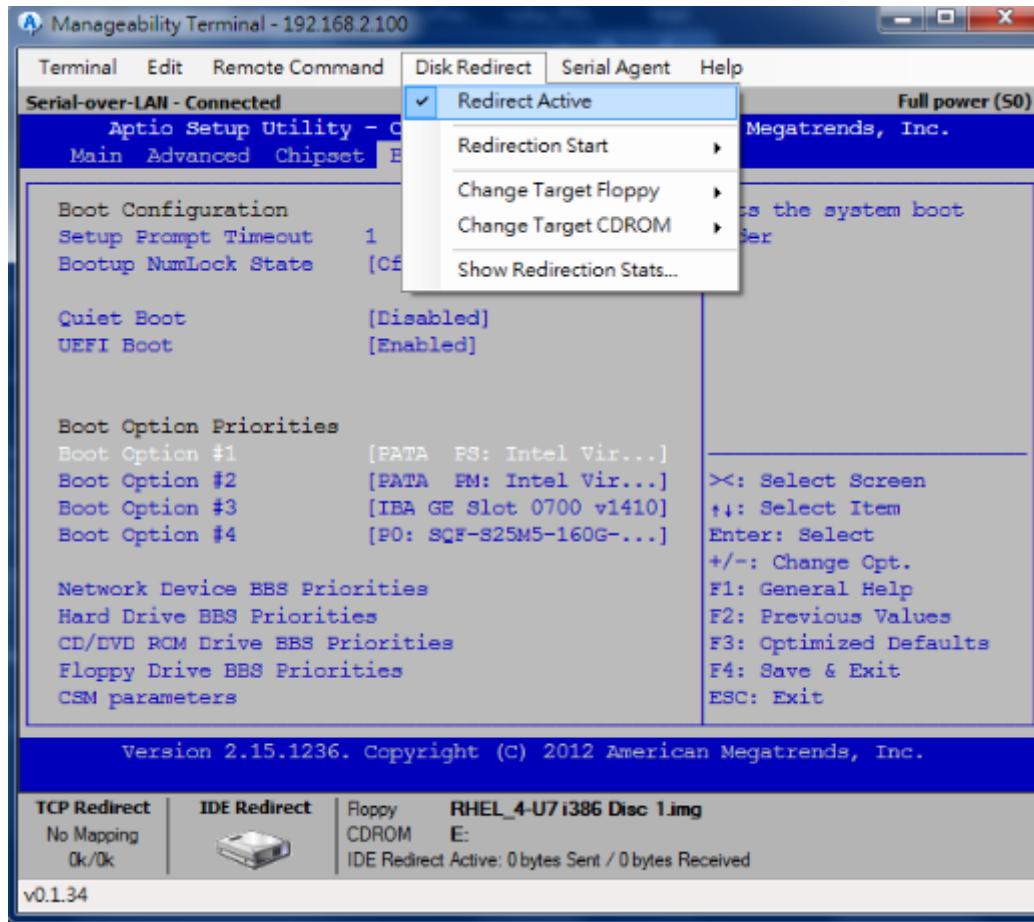 Manageability Terminal - 192.168.2.100
Terminal Edit Remote Command Disk Redirect Serial Agent Help
Serial-over-LAN - Connected Full power (S0)
✓ Redirect Active
Redirection Start
Change Target Floppy
Change Target CDROM
Show Redirection Stats...
Aptio Setup Utility - C Megatrends, Inc.
Main Advanced Chipset
Boot Configuration
Setup Prompt Timeout 1
Bootup NumLock State [Of
Quiet Boot [Disabled]
UEFI Boot [Enabled]
Boot Option Priorities
Boot Option #1 [PATA PS: Intel Vir...]
Boot Option #2 [PATA PM: Intel Vir...]
Boot Option #3 [IBA GE Slot 0700 v1410]
Boot Option #4 [P0: SQF-S25M5-160G-...]
Network Device BBS Priorities
Hard Drive BBS Priorities
CD/DVD ROM Drive BBS Priorities
Floppy Drive BBS Priorities
CSM parameters
ts the system boot
der
><: Select Screen
↑↓: Select Item
Enter: Select
+/-: Change Opt.
F1: General Help
F2: Previous Values
F3: Optimized Defaults
F4: Save & Exit
ESC: Exit
Version 2.15.1236. Copyright (C) 2012 American Megatrends, Inc.
TCP Redirect
No Mapping
0k/0k
IDE Redirect
Floppy RHEL_4-U7 i386 Disc 1.img
CDROM E:
IDE Redirect Active: 0 bytes Sent / 0 bytes Received
v0.1.34